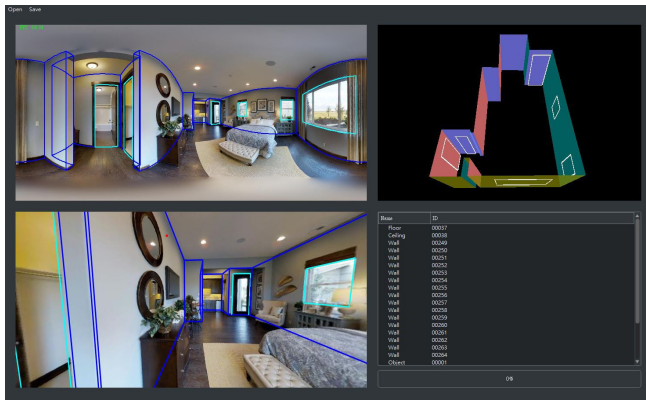 Open Save
Name ID
Floor 00037
Ceiling 00038
Wall 00249
Wall 00250
Wall 00251
Wall 00252
Wall 00253
Wall 00254
Wall 00255
Wall 00256
Wall 00257
Wall 00258
Wall 00259
Wall 00260
Wall 00261
Wall 00262
Wall 00263
Wall 00264
Object 00001